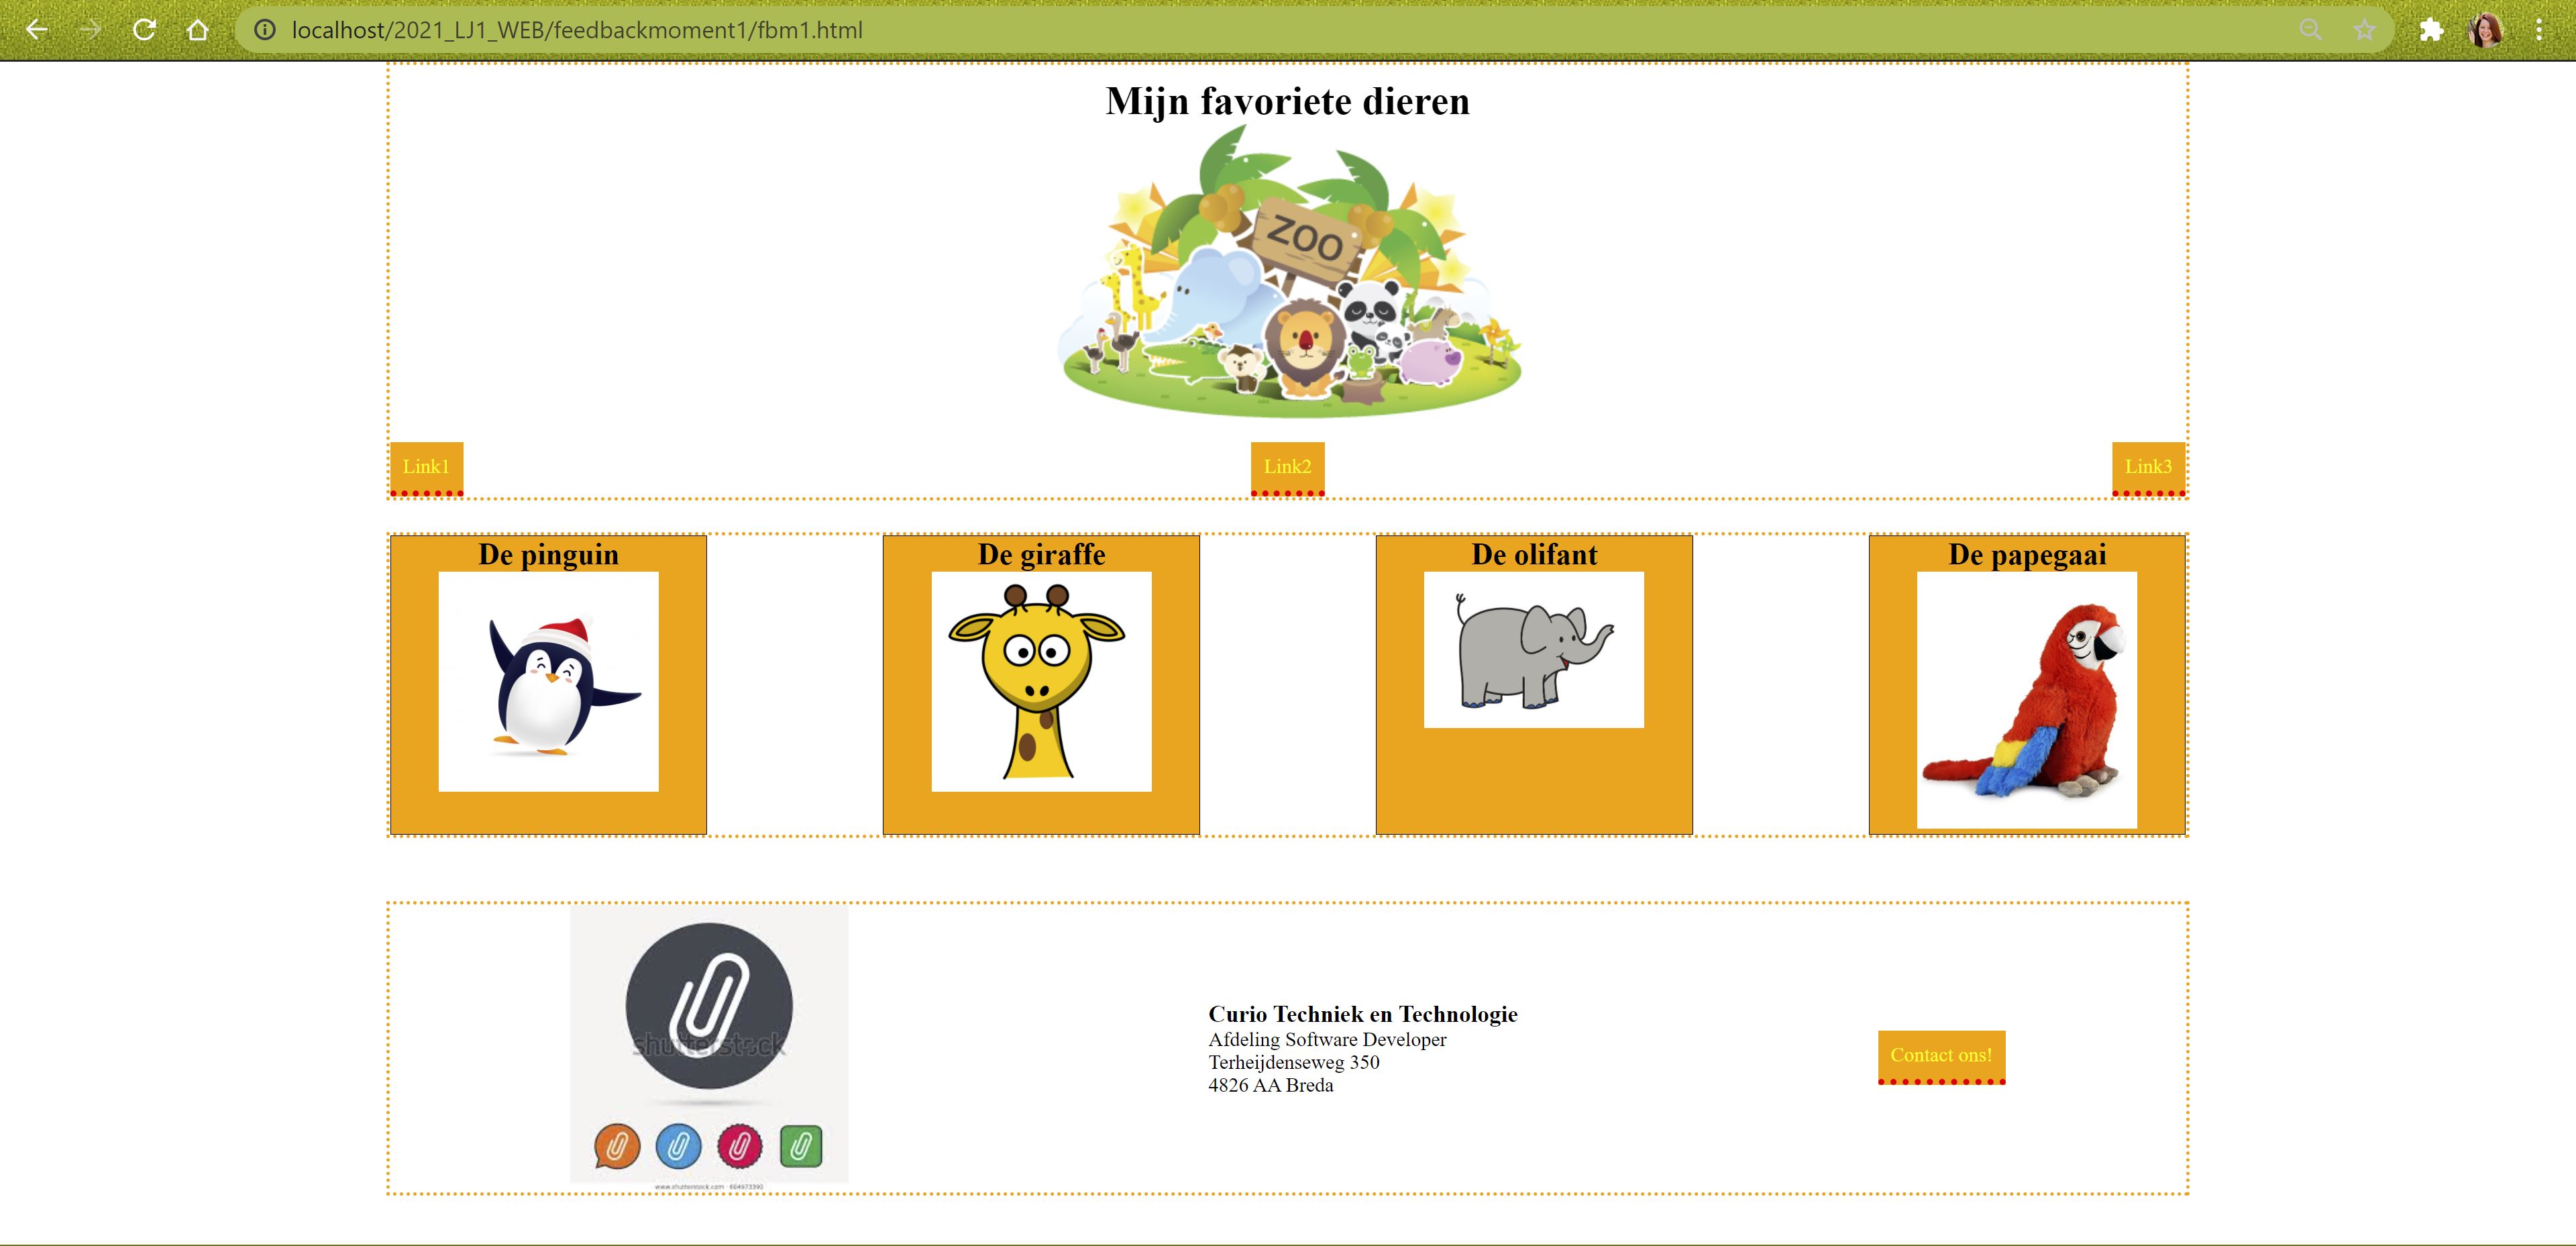 localhost/2021_LJ1_WEB/feedbackmoment1/fbm1.html
Mijn favoriete dieren
ZOO
Link1 Link2 Link3
De pinguin De giraffe De olifant De papegaai
shutterstock
Curio Techniek en Technologie
Afdeling Software Developer
Terheijdenseweg 350
4826 AA Breda
Contact ons!
www.shutterstock.com